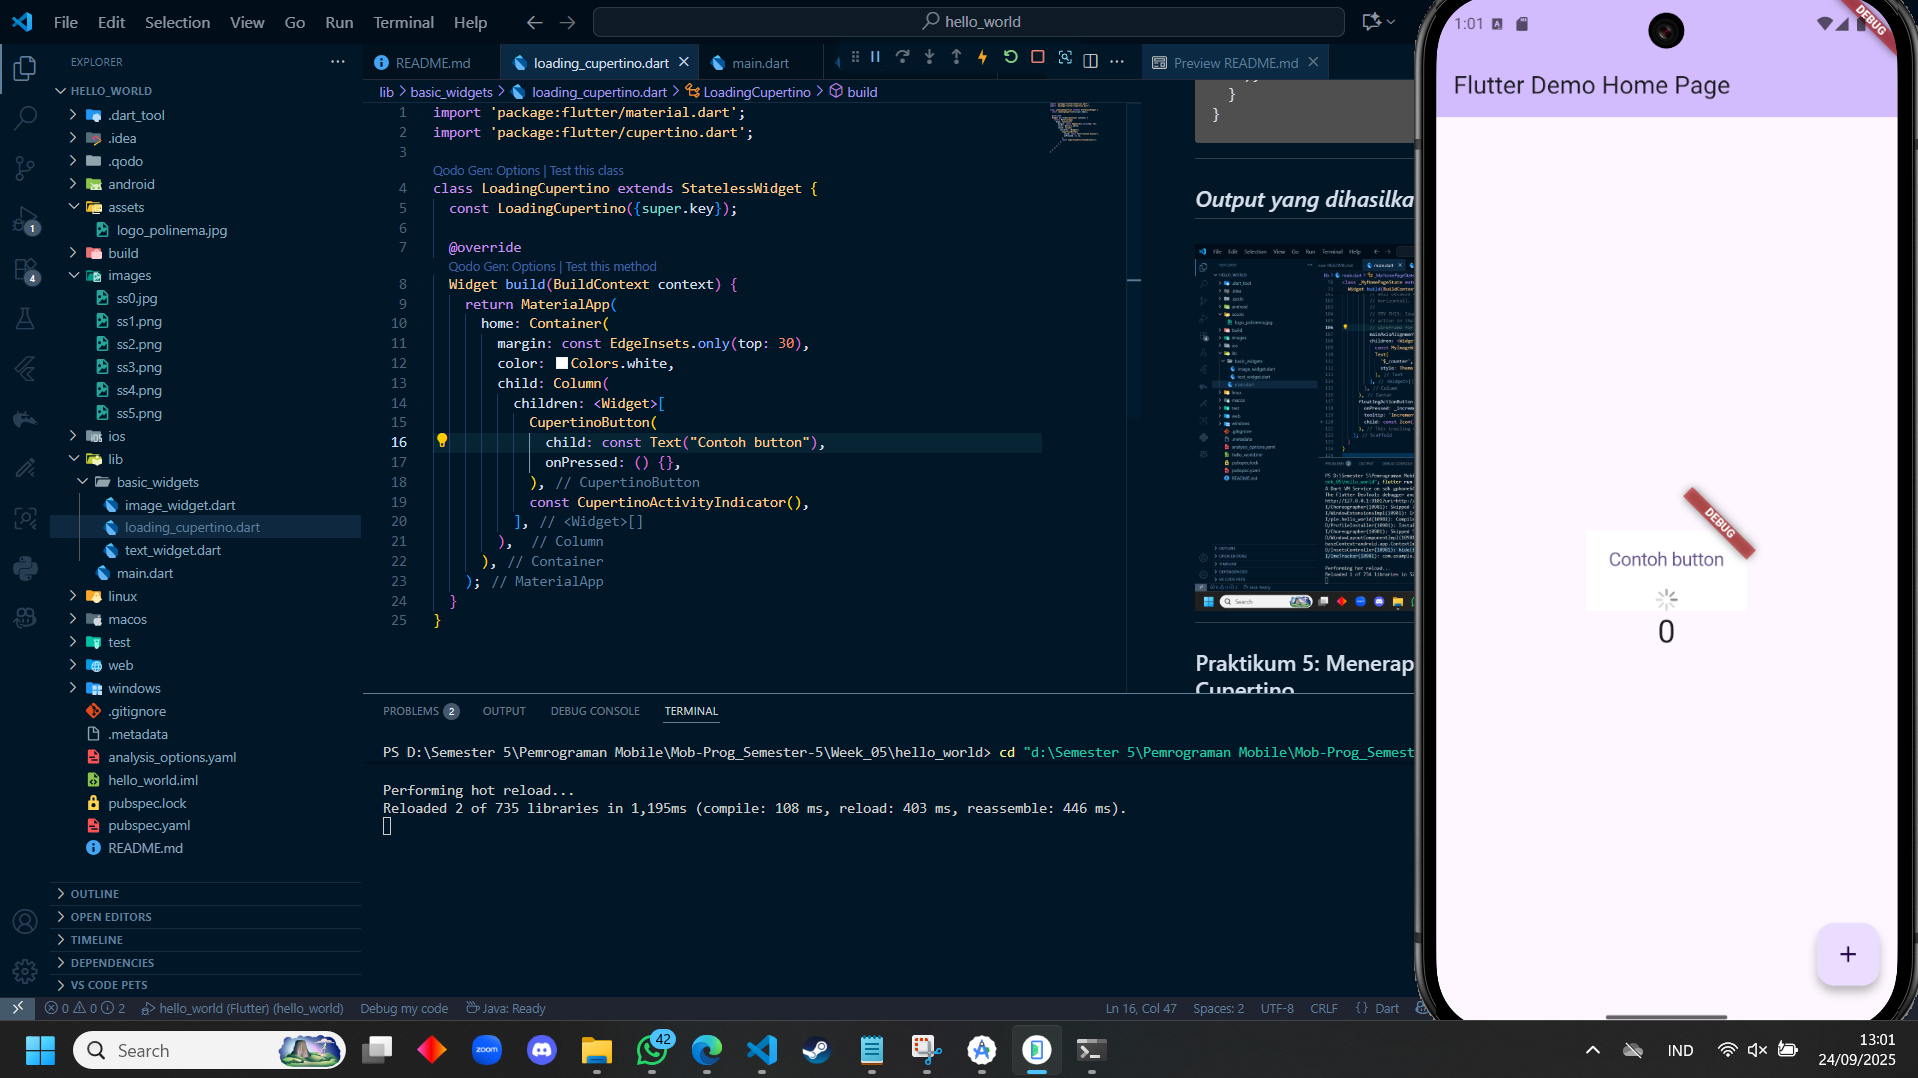 File Edit Selection View Go Run Terminal Help
hello_world
EXPLORER
HELLO_WORLD
.dart_tool
.idea
.qodo
android
assets
logo_polinema.jpg
build
images
ss0.jpg
ss1.png
ss2.png
ss3.png
ss4.png
ss5.png
ios
lib
basic_widgets
image_widget.dart
loading_cupertino.dart
text_widget.dart
main.dart
linux
macos
test
web
windows
.gitignore
.metadata
analysis_options.yaml
hello_world.iml
pubspec.lock
pubspec.yaml
README.md
OUTLINE
OPEN EDITORS
TIMELINE
DEPENDENCIES
VS CODE PETS
1
4
README.md
loading_cupertino.dart
main.dart
Preview README.md
lib > basic_widgets > loading_cupertino.dart > LoadingCupertino > build
1 import 'package:flutter/material.dart';
2 import 'package:flutter/cupertino.dart';
3
Qodo Gen: Options | Test this class
4 class LoadingCupertino extends StatelessWidget {
5 const LoadingCupertino({super.key});
6
7 @override
Qodo Gen: Options | Test this method
8 Widget build(BuildContext context) {
9 return MaterialApp(
10 home: Container(
11 margin: const EdgeInsets.only(top: 30),
12 color: Colors.white,
13 child: Column(
14 children: <Widget>[
15 CupertinoButton(
16 child: const Text("Contoh button"),
17 onPressed: () {},
18 ), // CupertinoButton
19 const CupertinoActivityIndicator(),
20 ], // <Widget>[]
21 ), // Column
22 ), // Container
23 ); // MaterialApp
24 }
25 }
}
}
Output yang dihasilka
Praktikum 5: Menerap
Cupertino
PROBLEMS 2 OUTPUT DEBUG CONSOLE TERMINAL
PS D:\Semester 5\Pemrograman Mobile\Mob-Prog_Semester-5\Week_05\hello_world> cd "d:\Semester 5\Pemrograman Mobile\Mob-Prog_Semest
Performing hot reload...
Reloaded 2 of 735 libraries in 1,195ms (compile: 108 ms, reload: 403 ms, reassemble: 446 ms).
0 0 2 hello_world (Flutter) (hello_world) Debug my code Java: Ready
Ln 16, Col 47 Spaces: 2 UTF-8 CRLF {} Dart
1:01
DEBUG
Flutter Demo Home Page
DEBUG
Contoh button
0
+
Search
zoom
42
IND
13:01
24/09/2025